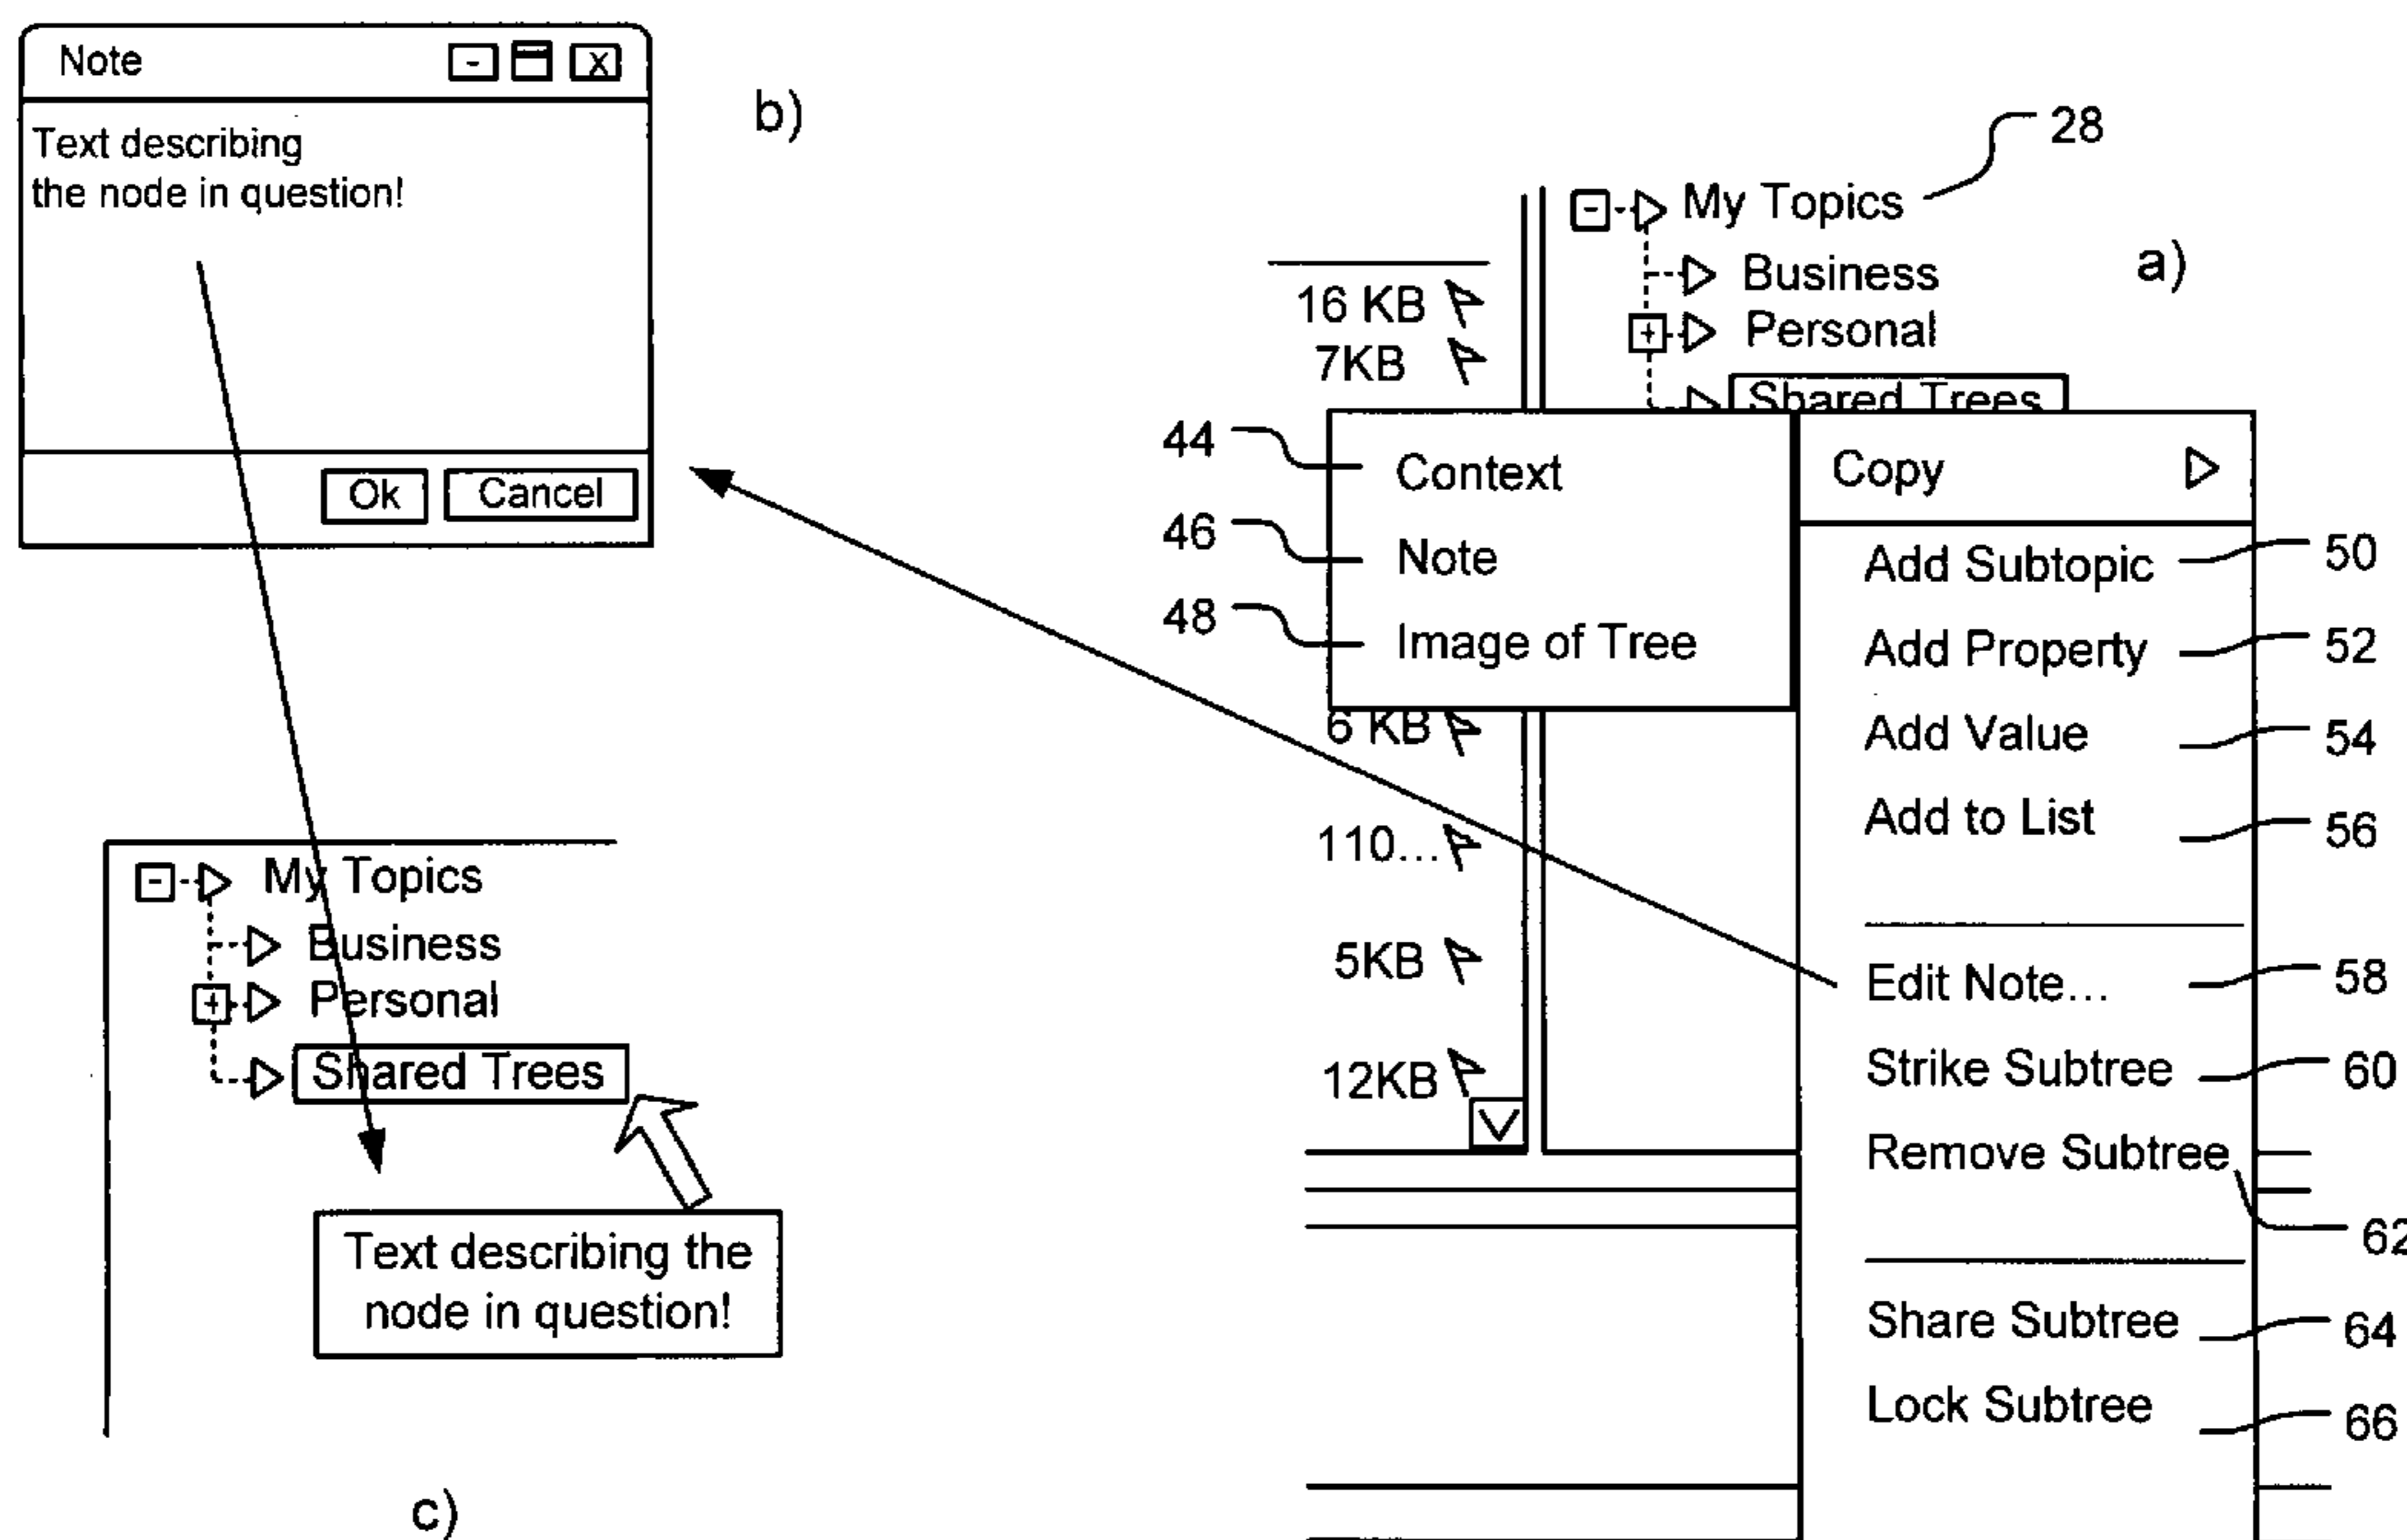 Note
- X
Text describing
the node in question!
Ok Cancel
b)
28
- My Topics
a)
Business
+ Personal
Shared Trees
16 KB
7KB
6 KB
110...
5KB
12KB
44 Context
46 Note
48 Image of Tree
Copy
Add Subtopic 50
Add Property 52
Add Value 54
Add to List 56
Edit Note... 58
Strike Subtree 60
Remove Subtree
62
Share Subtree 64
Lock Subtree 66
- My Topics
Business
+ Personal
Shared Trees
Text describing the
node in question!
c)